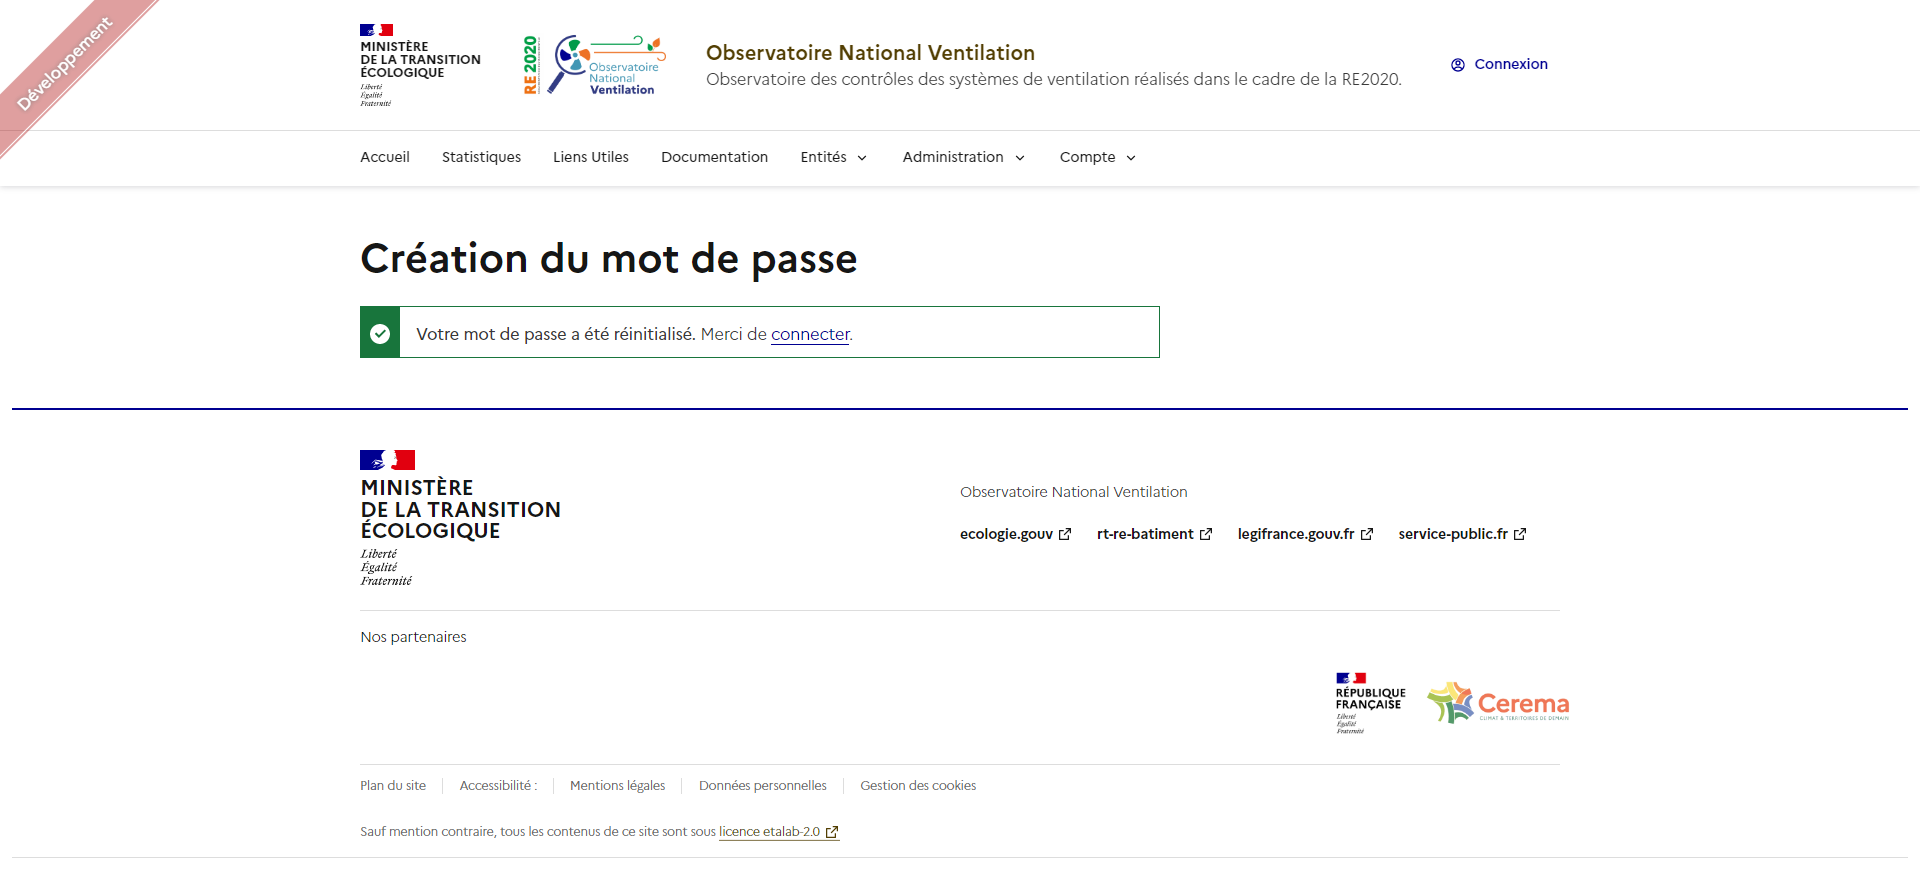 Développement
MINISTÈRE
DE LA TRANSITION
ÉCOLOGIQUE
Liberté
Égalité
Fraternité
RE2020
Observatoire
National
Ventilation
Observatoire National Ventilation
Observatoire des contrôles des systèmes de ventilation réalisés dans le cadre de la RE2020.
Connexion
Accueil Statistiques Liens Utiles Documentation Entités Administration Compte
Création du mot de passe
Votre mot de passe a été réinitialisé. Merci de connecter.
MINISTÈRE
DE LA TRANSITION
ÉCOLOGIQUE
Liberté
Égalité
Fraternité
Observatoire National Ventilation
ecologie.gouv rt-re-batiment legifrance.gouv.fr service-public.fr
Nos partenaires
RÉPUBLIQUE
FRANÇAISE
Liberté
Égalité
Fraternité
Cerema
CLIMAT & TERRITOIRES DE DEMAIN
Plan du site Accessibilité : Mentions légales Données personnelles Gestion des cookies
Sauf mention contraire, tous les contenus de ce site sont sous licence etalab-2.0